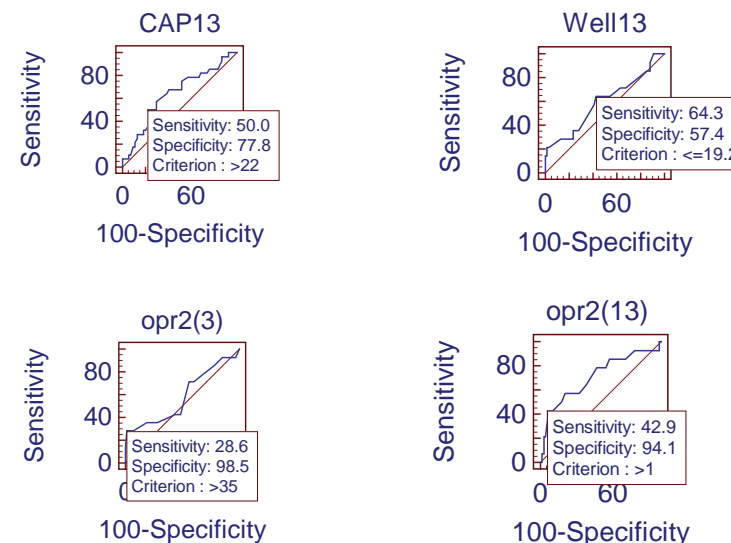 CAP13
Sensitivity
80
40
0
Sensitivity: 50.0
Specificity: 77.8
Criterion : >22
0 60
100-Specificity
Well13
Sensitivity
80
40
0
Sensitivity: 64.3
Specificity: 57.4
Criterion : <=19.2
0 60
100-Specificity
opr2(3)
Sensitivity
80
40
0
Sensitivity: 28.6
Specificity: 98.5
Criterion : >35
100-Specificity
opr2(13)
Sensitivity
80
40
0
Sensitivity: 42.9
Specificity: 94.1
Criterion : >1
0 60
100-Specificity